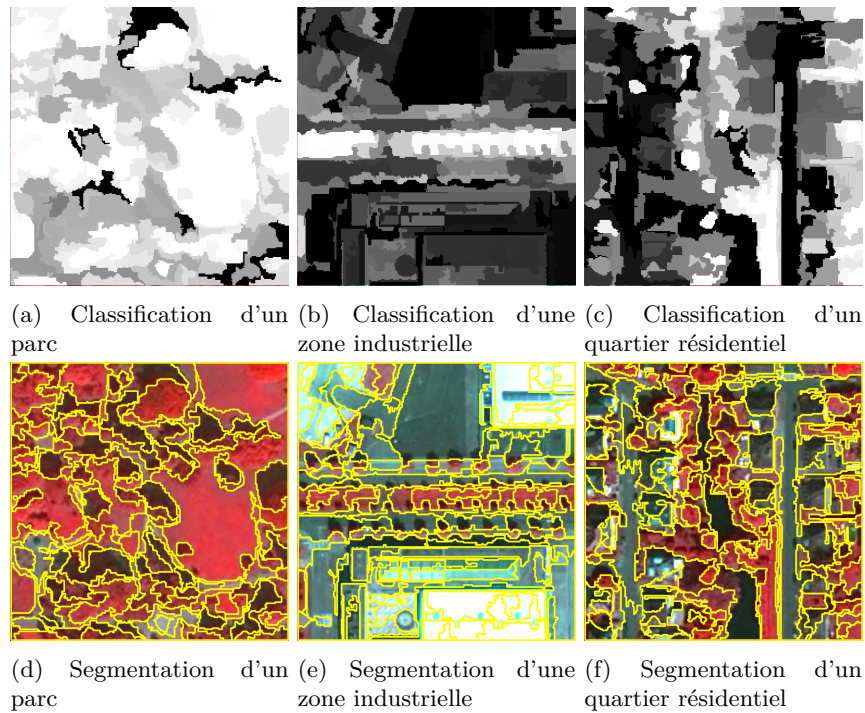 (a) Classification d'un parc
(b) Classification d'une zone industrielle
(c) Classification d'un quartier résidentiel
(d) Segmentation d'un parc
(e) Segmentation d'une zone industrielle
(f) Segmentation d'un quartier résidentiel